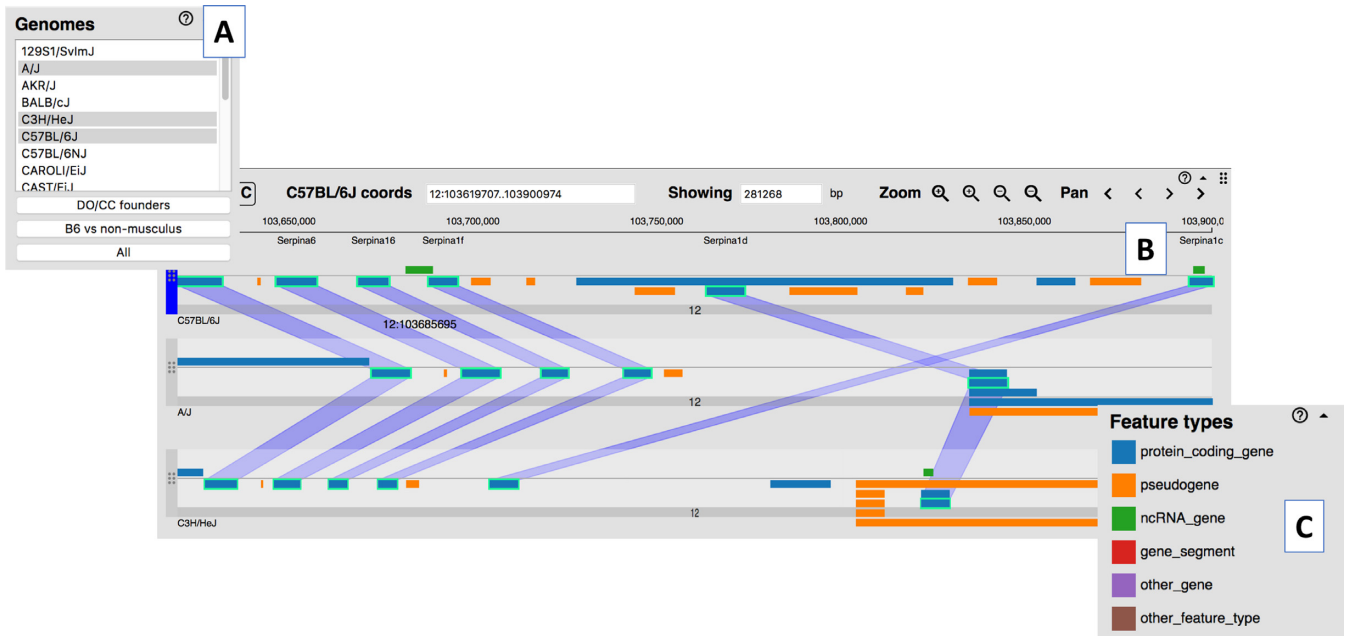 Genomes ?
A
129S1/SvImJ
A/J
AKR/J
BALB/cJ
C3H/HeJ
C57BL/6J
C57BL/6NJ
CAROLI/EiJ
CAST/EiJ
DO/CC founders
B6 vs non-musculus
All
C C57BL/6J coords 12:103619707..103900974 Showing 281268 bp Zoom Pan < < > > ?
103,650,000 103,700,000 103,750,000 103,800,000 103,850,000 103,900,0
Serpina6 Serpina16 Serpina1f Serpina1d Serpina1c
B
12
C57BL/6J
12:103685695
12
A/J
12
C3H/HeJ
Feature types ?
protein_coding_gene
pseudogene
ncRNA_gene
C
gene_segment
other_gene
other_feature_type